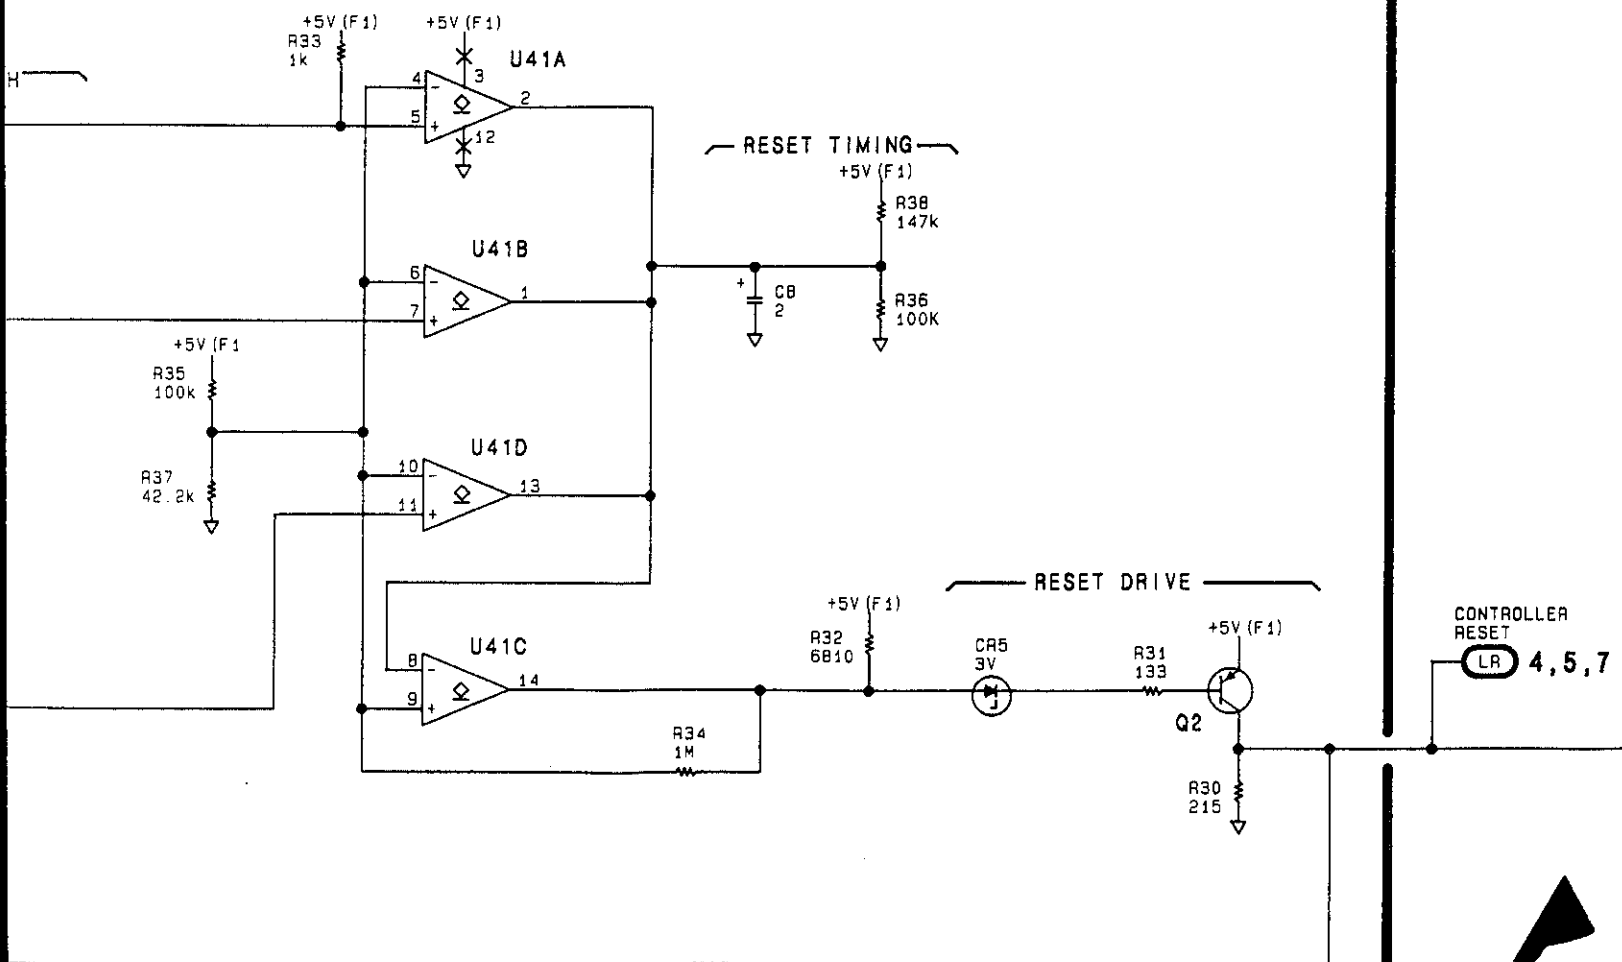 +5V(F1)
R33
1k
+5V(F1)
U41A
H
4
5
3
2
12
-
+
RESET TIMING
+5V(F1)
R38
147k
U41B
6
7
1
-
+
C8
2
+
R36
100K
+5V(F1
R35
100k
R37
42.2k
U41D
10
11
13
-
+
RESET DRIVE
+5V(F1)
R32
6810
U41C
8
9
14
-
+
CR5
3V
R31
133
+5V(F1)
Q2
CONTROLLER
RESET
LR 4,5,7
R34
1M
R30
215